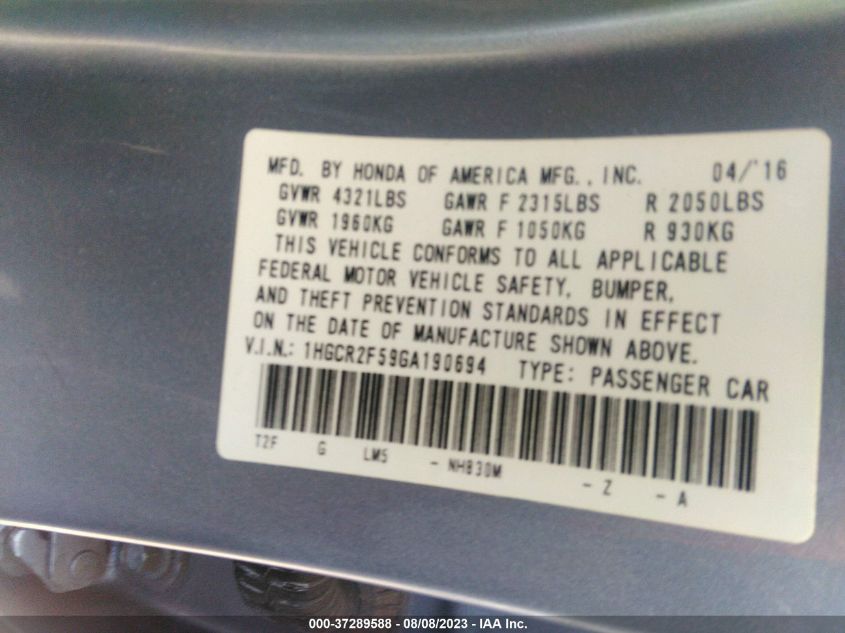 MFD. BY HONDA OF AMERICA MFG., INC. 04/'16
GVWR 4321LBS GAWR F 2315LBS R 2050LBS
GVWR 1960KG GAWR F 1050KG R 930KG
THIS VEHICLE CONFORMS TO ALL APPLICABLE
FEDERAL MOTOR VEHICLE SAFETY, BUMPER,
AND THEFT PREVENTION STANDARDS IN EFFECT
ON THE DATE OF MANUFACTURE SHOWN ABOVE.
V.I.N.: 1HGCR2F59GA190694 TYPE: PASSENGER CAR
T2F G LM5 - NH830M - Z - A
000-37289588 - 08/08/2023 - IAA Inc.